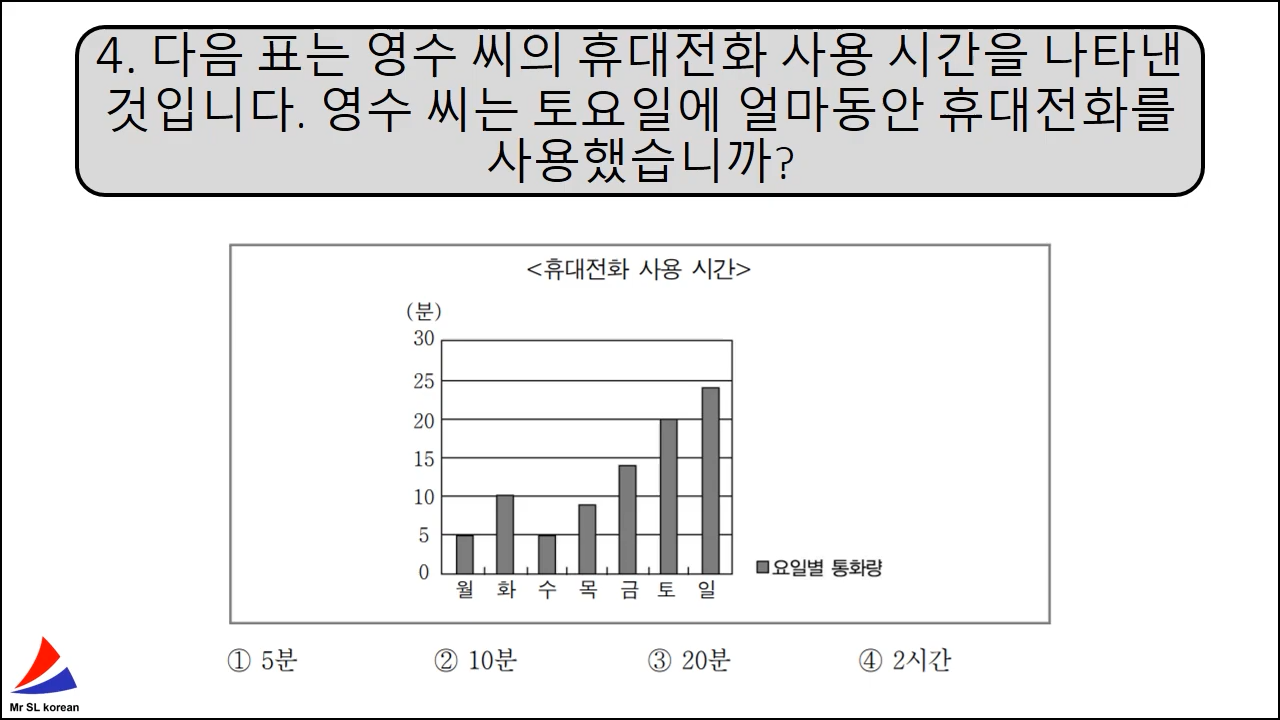 4. 다음 표는 영수 씨의 휴대전화 사용 시간을 나타낸
것입니다. 영수 씨는 토요일에 얼마동안 휴대전화를
사용했습니까?
<휴대전화 사용 시간>
(분)
30
25
20
15
10
5
0
월 화 수 목 금 토 일
요일별 통화량
① 5분 ② 10분 ③ 20분 ④ 2시간
Mr SL korean